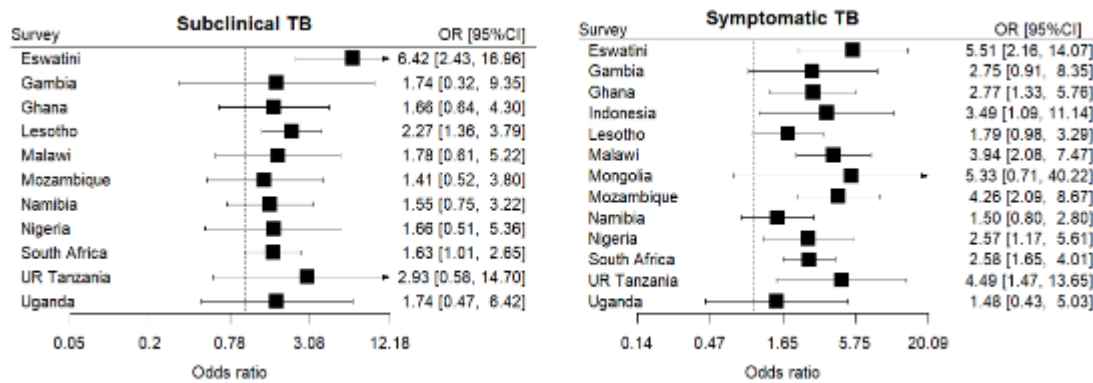 Subclinical TB
Survey OR [95%CI]
Eswatini 6.42 [2.43, 16.96]
Gambia 1.74 [0.32, 9.35]
Ghana 1.66 [0.64, 4.30]
Lesotho 2.27 [1.36, 3.79]
Malawi 1.78 [0.61, 5.22]
Mozambique 1.41 [0.52, 3.80]
Namibia 1.55 [0.75, 3.22]
Nigeria 1.66 [0.51, 5.36]
South Africa 1.63 [1.01, 2.65]
UR Tanzania 2.93 [0.58, 14.70]
Uganda 1.74 [0.47, 6.42]
0.05 0.2 0.78 3.08 12.18
Odds ratio
Symptomatic TB
Survey OR [95%CI]
Eswatini 5.51 [2.16, 14.07]
Gambia 2.75 [0.91, 8.35]
Ghana 2.77 [1.33, 5.76]
Indonesia 3.49 [1.09, 11.14]
Lesotho 1.79 [0.98, 3.29]
Malawi 3.94 [2.08, 7.47]
Mongolia 5.33 [0.71, 40.22]
Mozambique 4.26 [2.09, 8.67]
Namibia 1.50 [0.80, 2.80]
Nigeria 2.57 [1.17, 5.61]
South Africa 2.58 [1.65, 4.01]
UR Tanzania 4.49 [1.47, 13.65]
Uganda 1.48 [0.43, 5.03]
0.14 0.47 1.65 5.75 20.09
Odds ratio